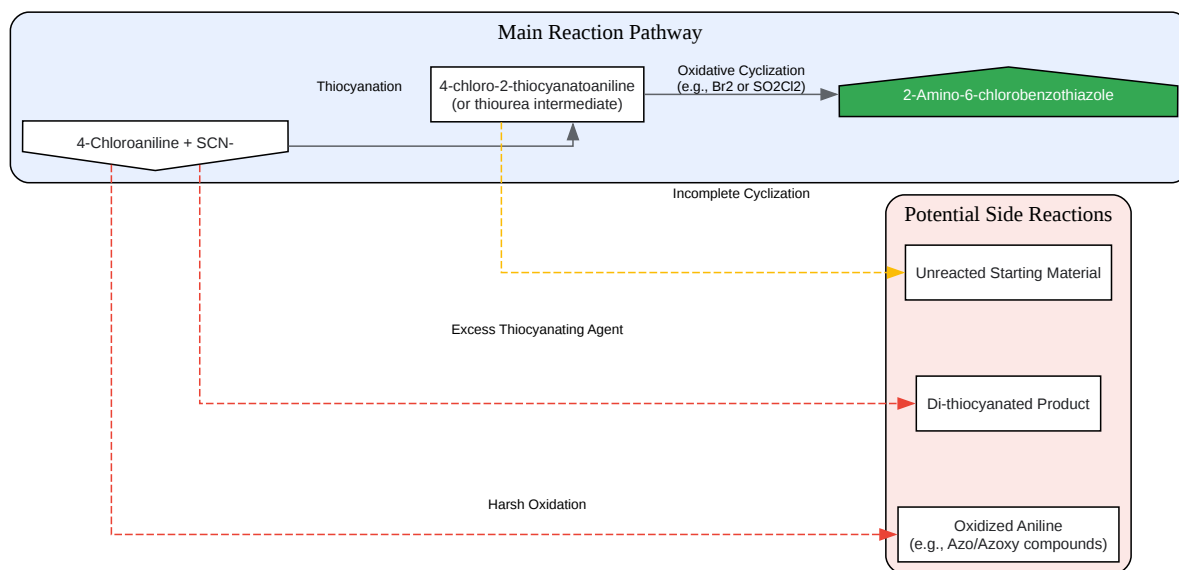 Main Reaction Pathway
Thiocyanation
4-chloro-2-thiocyanatoaniline
(or thiourea intermediate)
Oxidative Cyclization
(e.g., Br2 or SO2Cl2)
2-Amino-6-chlorobenzothiazole
4-Chloroaniline + SCN-
Incomplete Cyclization
Potential Side Reactions
Unreacted Starting Material
Excess Thiocyanating Agent
Di-thiocyanated Product
Harsh Oxidation
Oxidized Aniline
(e.g., Azo/Azoxy compounds)